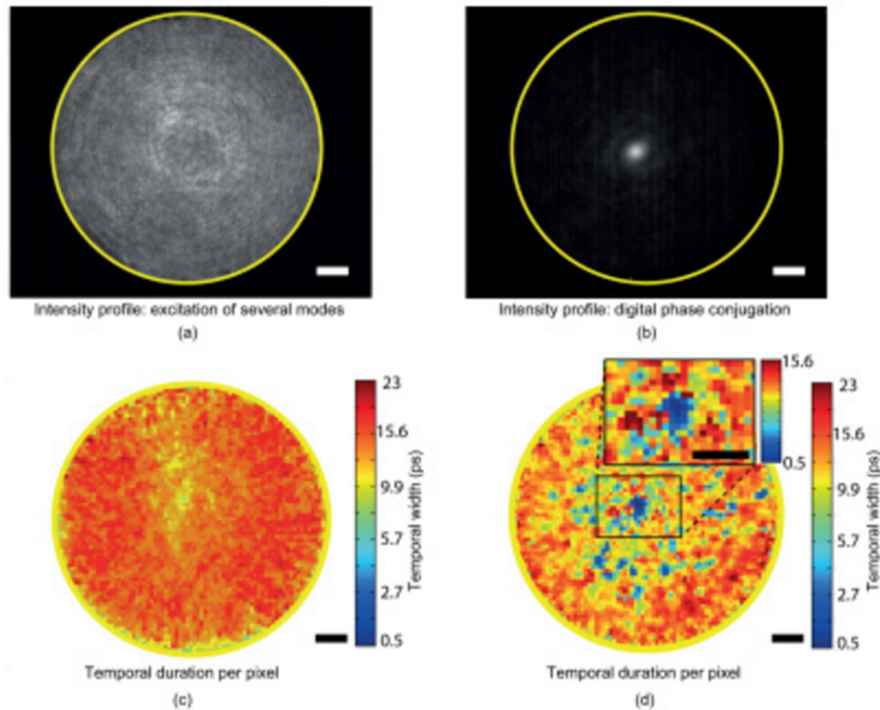 Intensity profile: excitation of several modes
(a)
Intensity profile: digital phase conjugation
(b)
23
15.6
9.9
5.7
2.7
0.5
Temporal width (ps)
Temporal duration per pixel
(c)
15.6
0.5
23
15.6
9.9
5.7
2.7
0.5
Temporal width (ps)
Temporal duration per pixel
(d)